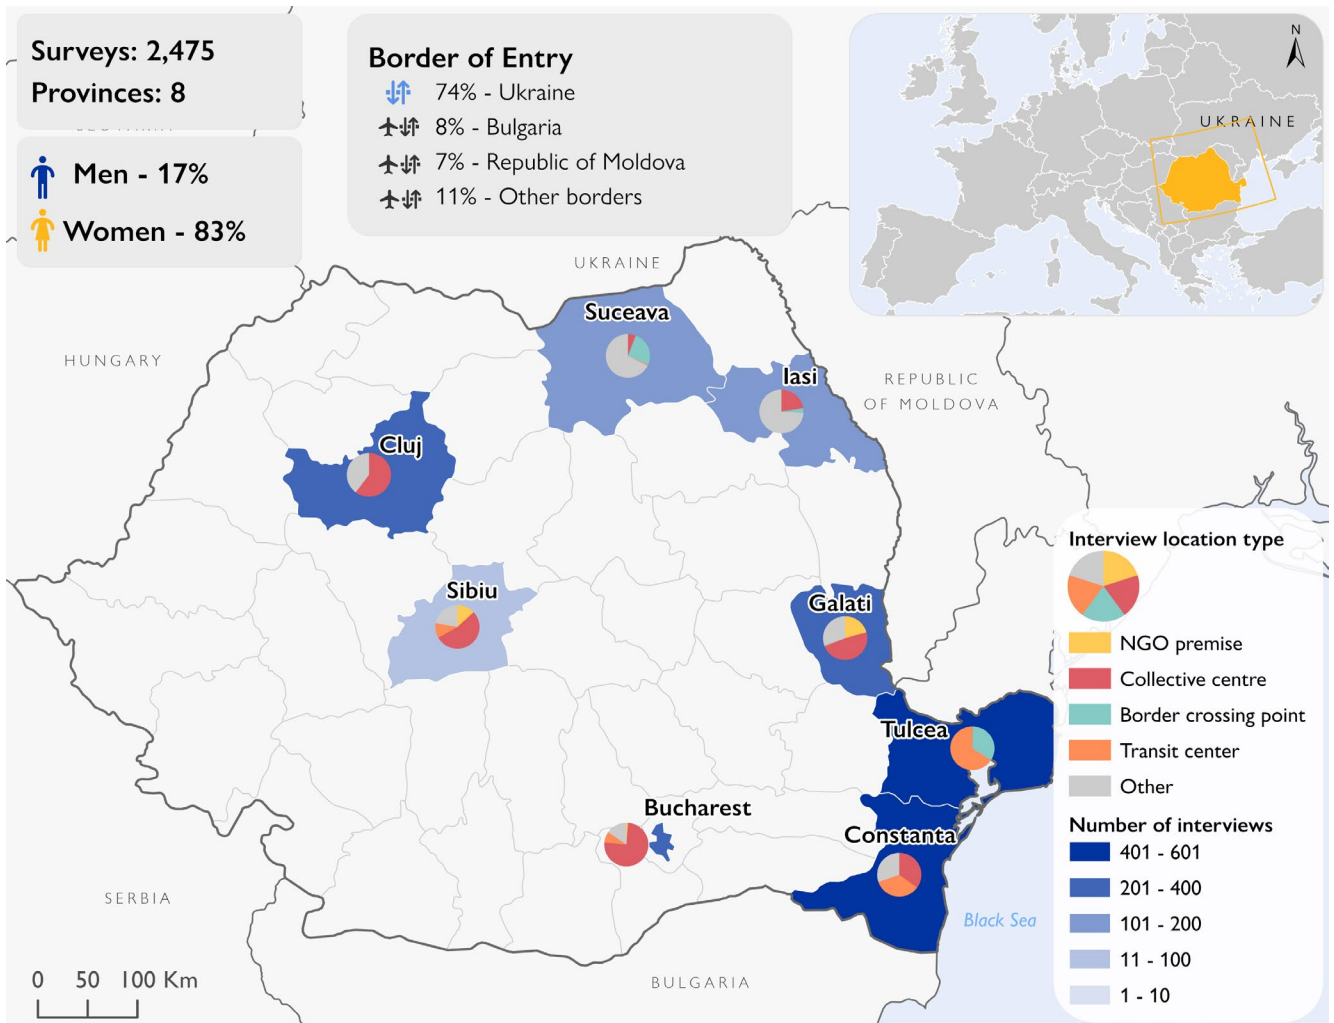 Surveys: 2,475
Provinces: 8
Men - 17%
Women - 83%
Border of Entry
74% - Ukraine
8% - Bulgaria
7% - Republic of Moldova
11% - Other borders
N
UKRAINE
UKRAINE
HUNGARY
REPUBLIC
OF MOLDOVA
SERBIA
BULGARIA
Black Sea
Suceava
Iasi
Cluj
Sibiu
Galati
Tulcea
Bucharest
Constanta
Interview location type
NGO premise
Collective centre
Border crossing point
Transit center
Other
Number of interviews
401 - 601
201 - 400
101 - 200
11 - 100
1 - 10
0 50 100 Km